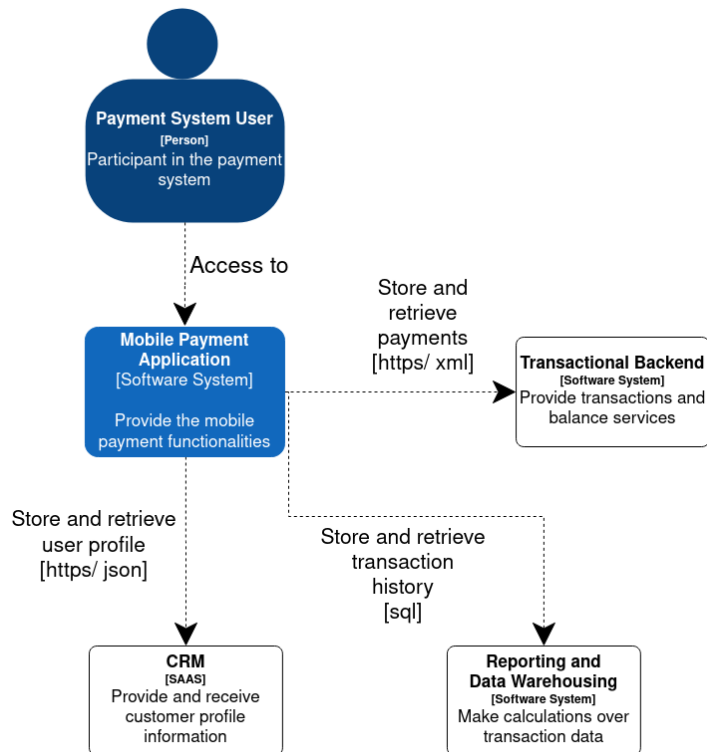 Payment System User
[Person]
Participant in the payment
system
Access to
Store and
retrieve
payments
[https/ xml]
Mobile Payment
Application
[Software System]
Provide the mobile
payment functionalities
Transactional Backend
[Software System]
Provide transactions and
balance services
Store and retrieve
user profile
[https/ json]
Store and retrieve
transaction
history
[sql]
CRM
[SAAS]
Provide and receive
customer profile
information
Reporting and
Data Warehousing
[Software System]
Make calculations over
transaction data